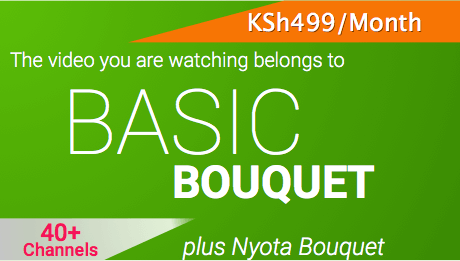 KSh499/Month
The video you are watching belongs to
BASIC
BOUQUET
40+
Channels
plus Nyota Bouquet